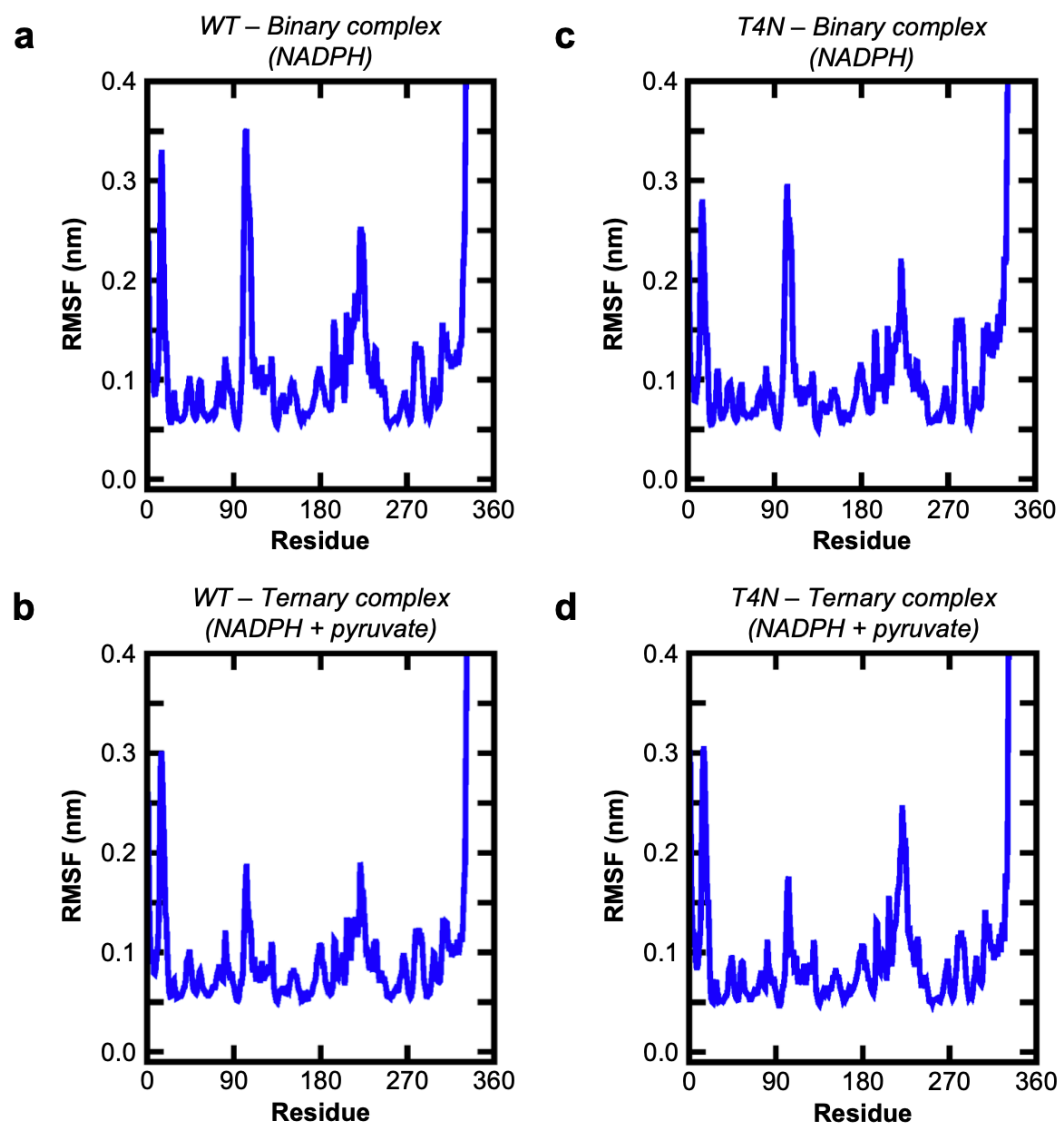 a
WT – Binary complex
(NADPH)
0.4
0.3
0.2
0.1
0.0
RMSF (nm)
0 90 180 270 360
Residue
c
T4N – Binary complex
(NADPH)
0.4
0.3
0.2
0.1
0.0
RMSF (nm)
0 90 180 270 360
Residue
b
WT – Ternary complex
(NADPH + pyruvate)
0.4
0.3
0.2
0.1
0.0
RMSF (nm)
0 90 180 270 360
Residue
d
T4N – Ternary complex
(NADPH + pyruvate)
0.4
0.3
0.2
0.1
0.0
RMSF (nm)
0 90 180 270 360
Residue